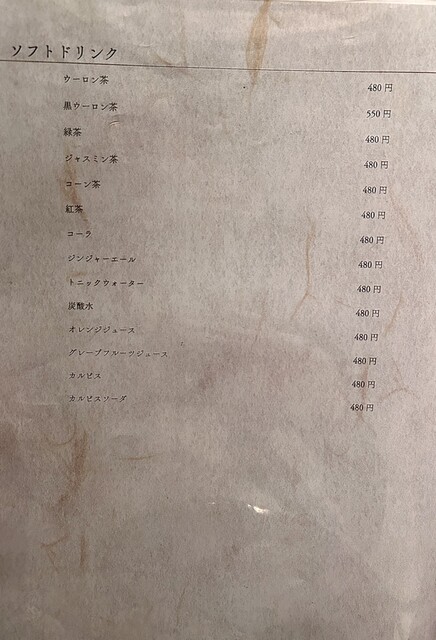 ソフトドリンク
ウーロン茶 480円
黒ウーロン茶 550円
緑茶 480円
ジャスミン茶 480円
コーン茶 480円
紅茶 480円
コーラ 480円
ジンジャーエール 480円
トニックウォーター 480円
炭酸水 480円
オレンジジュース 480円
グレープフルーツジュース 480円
カルピス 480円
カルピスソーダ 480円